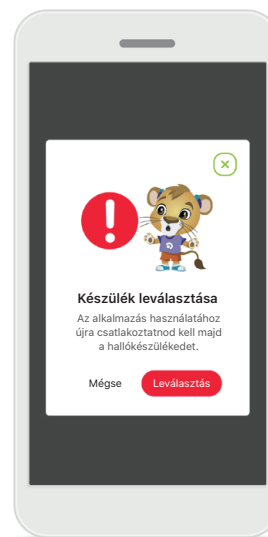 Készülék leválasztása
Az alkalmazás használatához
újra csatlakoztatnod kell majd
a hallókészülékedet.
Mégse Leválasztás